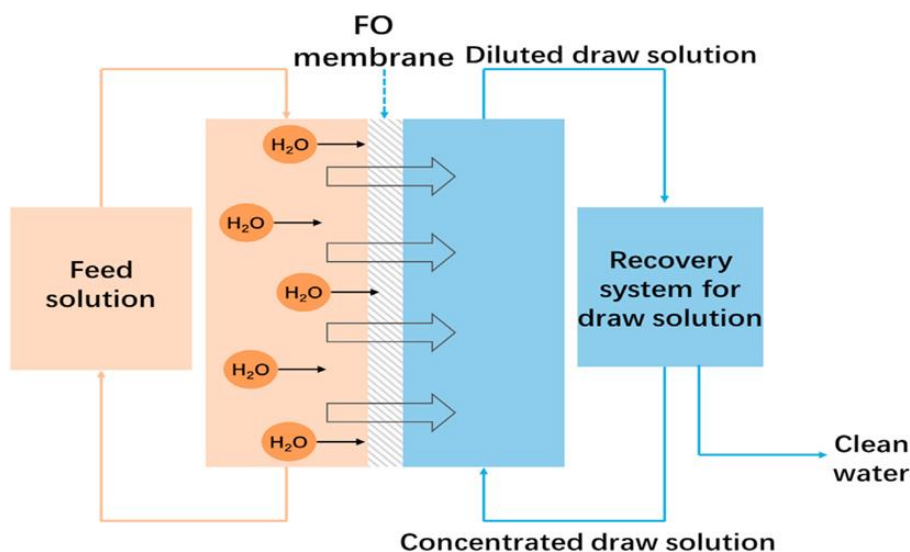 FO
membrane
Diluted draw solution
H₂O
H₂O
H₂O
H₂O
H₂O
Feed
solution
Recovery
system for
draw solution
Clean
water
Concentrated draw solution